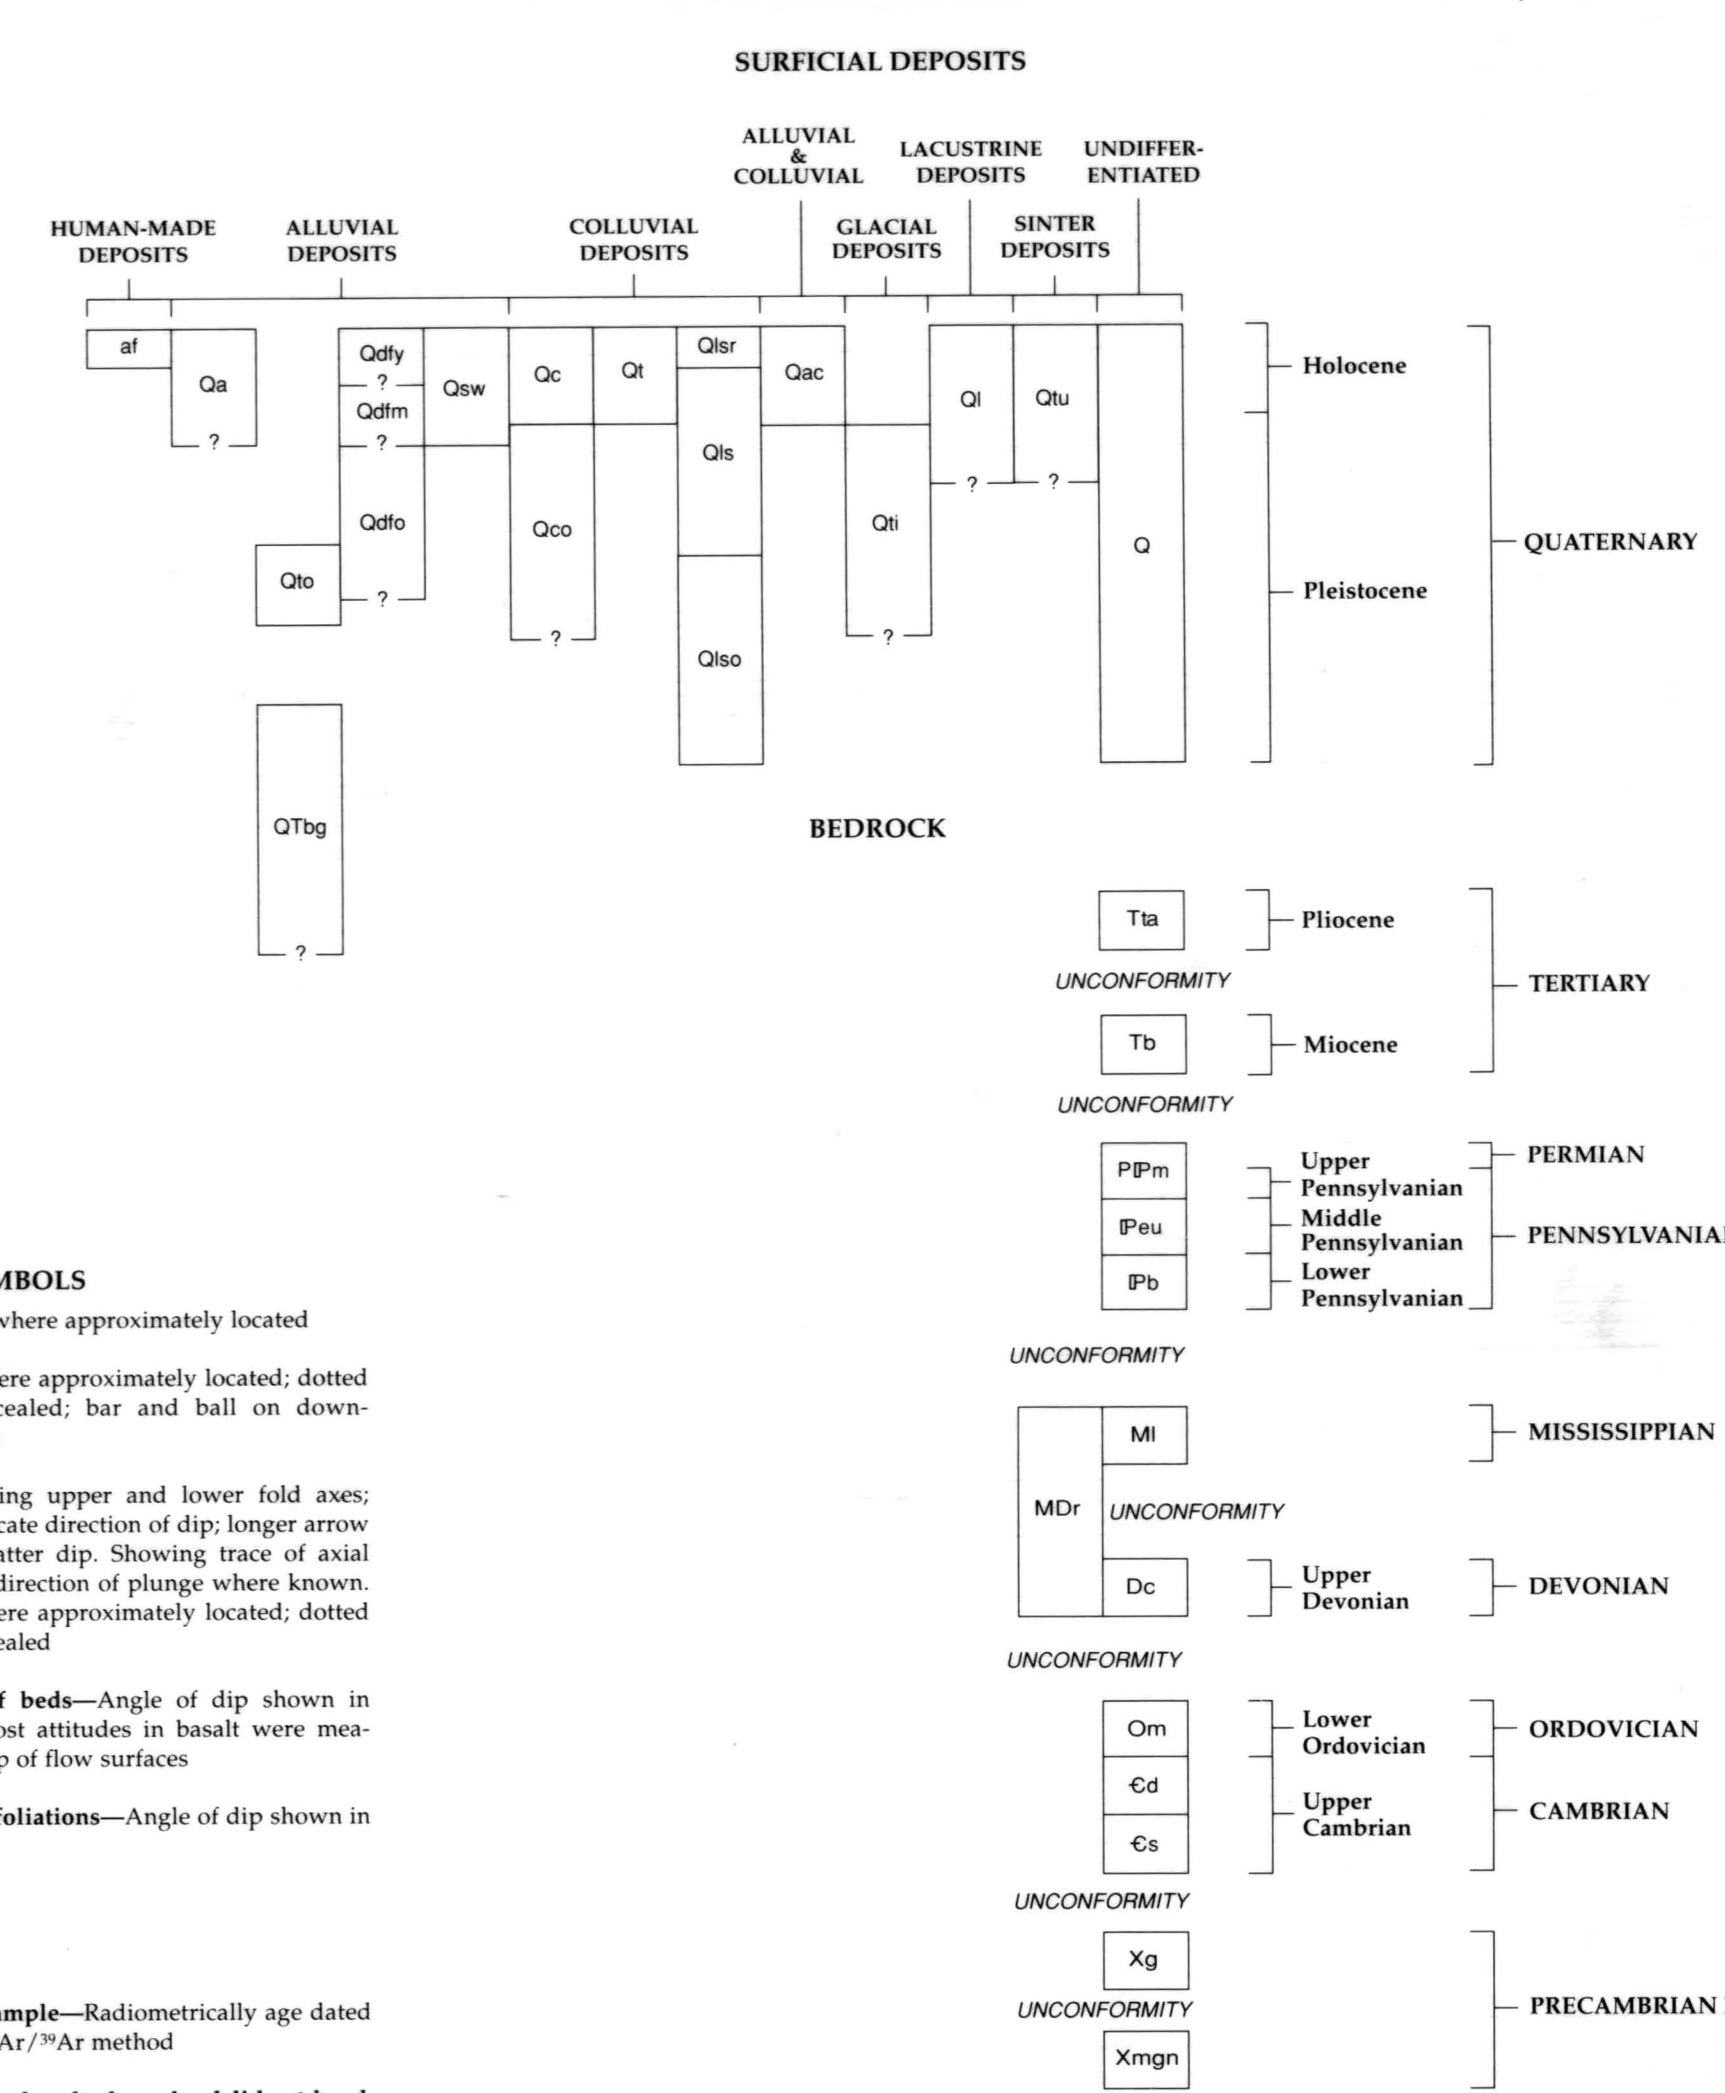 SURFICIAL DEPOSITS
ALLUVIAL
&
COLLUVIAL
LACUSTRINE
DEPOSITS
UNDIFFER-
ENTIATED
HUMAN-MADE
DEPOSITS
ALLUVIAL
DEPOSITS
COLLUVIAL
DEPOSITS
GLACIAL
DEPOSITS
SINTER
DEPOSITS
af
Qa
?
Qdfy
?
Qdfm
?
Qdfo
?
Qsw
Qto
QTbg
?
Qc
Qco
?
Qt
Qlsr
Qls
Qlso
Qac
Qti
?
Ql
?
Qtu
?
Q
Holocene
Pleistocene
QUATERNARY
BEDROCK
Tta
Pliocene
UNCONFORMITY
TERTIARY
Tb
Miocene
UNCONFORMITY
PℙPm
Upper
Pennsylvanian
PERMIAN
ℙeu
Middle
Pennsylvanian
ℙb
Lower
Pennsylvanian
UNCONFORMITY
Ml
MISSISSIPPIAN
MDr
UNCONFORMITY
Dc
Upper
Devonian
DEVONIAN
UNCONFORMITY
Om
Lower
Ordovician
ORDOVICIAN
Єd
Єs
Upper
Cambrian
CAMBRIAN
UNCONFORMITY
Xg
UNCONFORMITY
Xmgn
PRECAMBRIAN
where approximately located
ere approximately located; dotted
cealed; bar and ball on down-
ing upper and lower fold axes;
cate direction of dip; longer arrow
atter dip. Showing trace of axial
direction of plunge where known.
ere approximately located; dotted
ealed
f beds—Angle of dip shown in
ost attitudes in basalt were mea-
p of flow surfaces
foliations—Angle of dip shown in
ample—Radiometrically age dated
Ar/³⁹Ar method